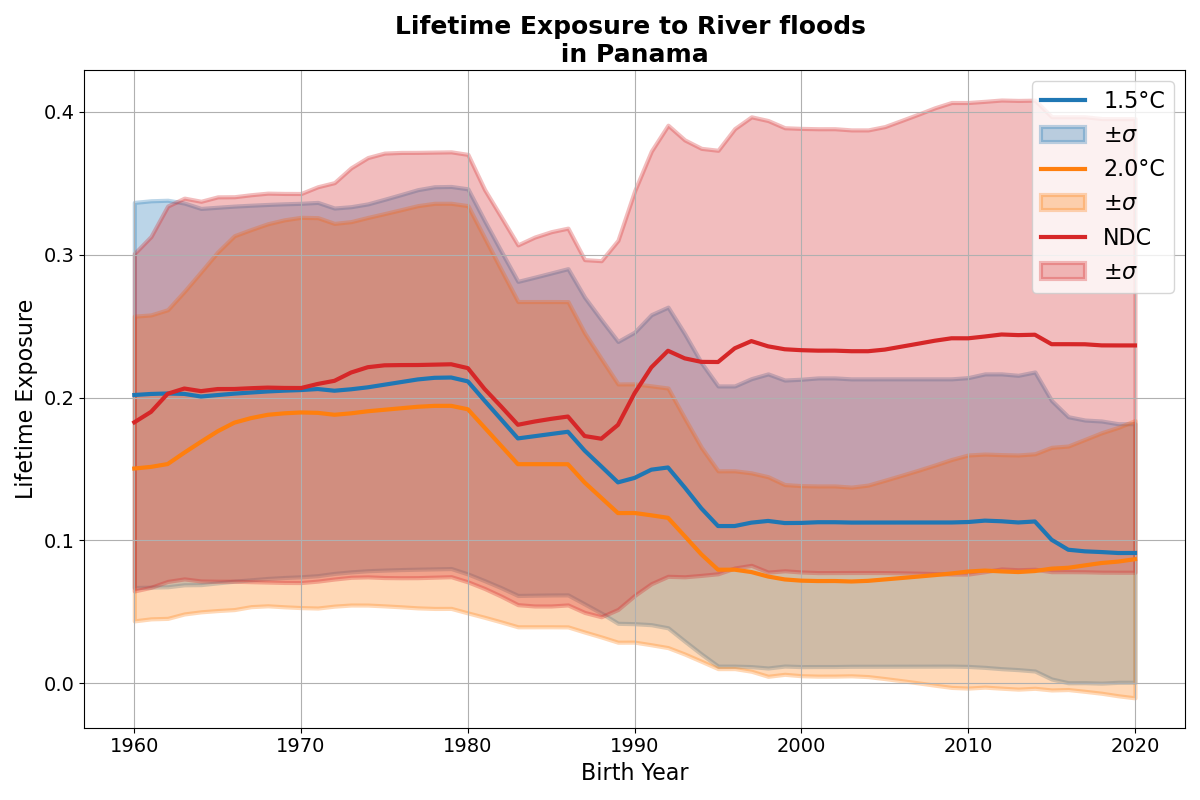 Lifetime Exposure to River floods
in Panama
Lifetime Exposure
0.4
0.3
0.2
0.1
0.0
1960
1970
1980
1990
2000
2010
2020
Birth Year
1.5°C
±σ
2.0°C
±σ
NDC
±σ